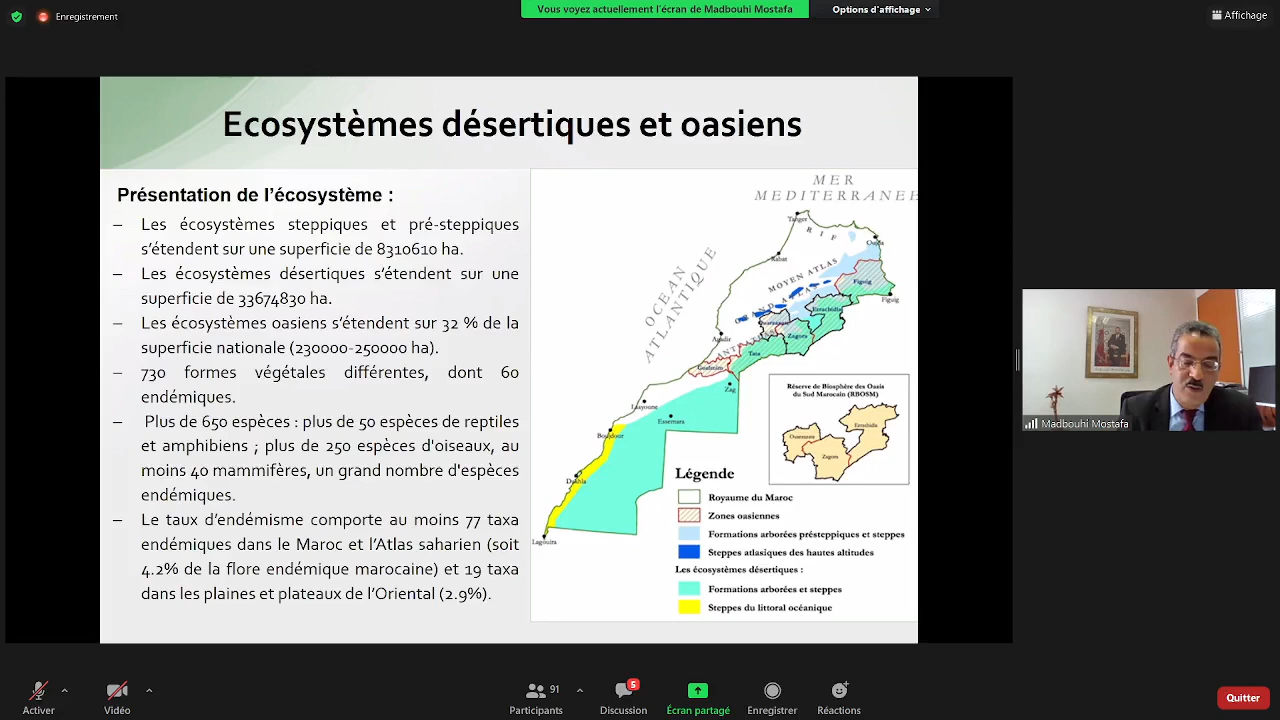 Enregistrement
Vous voyez actuellement l'écran de Madbouhi Mostafa
Options d'affichage
Affichage
Ecosystèmes désertiques et oasiens
Présentation de l'écosystème :
– Les écosystèmes steppiques et pré-steppiques
s'étendent sur une superficie de 8310610 ha.
– Les écosystèmes désertiques s'étendent sur une
superficie de 33674830 ha.
– Les écosystèmes oasiens s'étendent sur 32 % de la
superficie nationale (230000-250000 ha).
– 730 formes végétales différentes, dont 60
endémiques.
– Plus de 650 espèces : plus de 50 espèces de reptiles
et amphibiens ; plus de 250 espèces d'oiseaux, au
moins 40 mammifères, un grand nombre d'espèces
endémiques.
– Le taux d'endémisme comporte au moins 77 taxa
endémiques dans la Maroc et l'Atlas saharien (soit
4.2% de la flore endémique marocaine) et 19 taxa
dans les plaines et plateaux de l'Oriental (2.9%).
MER
MEDITERRANEE
Tanger
RIF
Oujda
Rabat
OCEAN
ATLANTIQUE
MOYEN ATLAS
Figuig
Figuig
Errachidia
Zagora
Agadir
Tata
Guelmim
Zag
Laayoune
Essemara
Boujdour
Dakhla
Lagouira
Réserve de Biosphère des Oasis
du Sud Marocain (RBOSM)
Errachidia
Ouarzazate
Zagora
Légende
Royaume du Maroc
Zones oasiennes
Formations arborées présteppiques et steppes
Steppes atlasiques des hautes altitudes
Les écosystèmes désertiques :
Formations arborées et steppes
Steppes du littoral océanique
Madbouhi Mostafa
Activer
Vidéo
91
Participants
5
Discussion
Écran partagé
Enregistrer
Réactions
Quitter